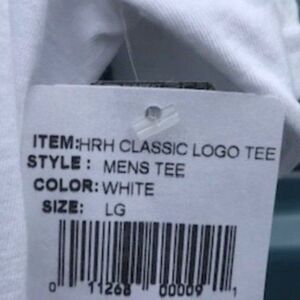 ITEM:HRH CLASSIC LOGO TEE
STYLE : MENS TEE
COLOR: WHITE
SIZE: LG
0 11268 00009 1